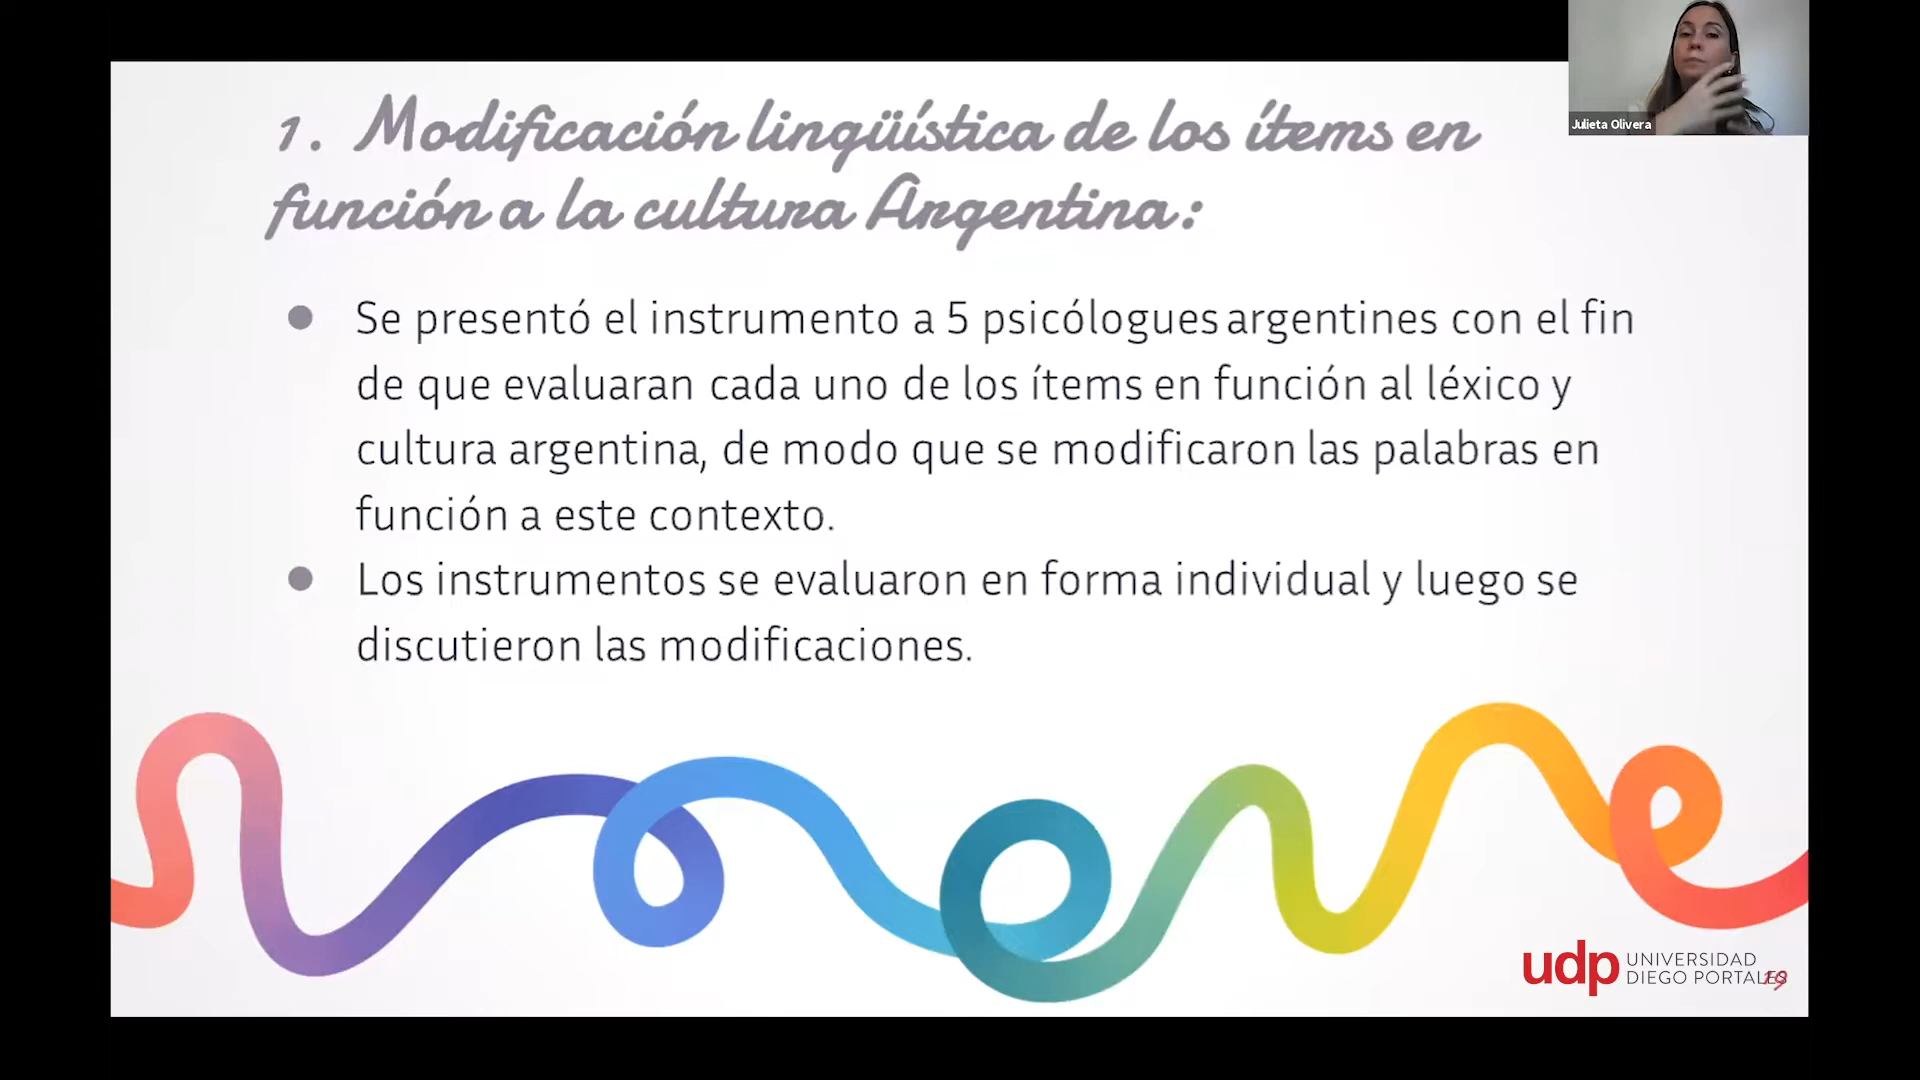 Julieta Olivera
1. Modificación lingüística de los ítems en
función a la cultura Argentina:
● Se presentó el instrumento a 5 psicólogues argentines con el fin
de que evaluaran cada uno de los ítems en función al léxico y
cultura argentina, de modo que se modificaron las palabras en
función a este contexto.
● Los instrumentos se evaluaron en forma individual y luego se
discutieron las modificaciones.
udp UNIVERSIDAD
DIEGO PORTALES
19